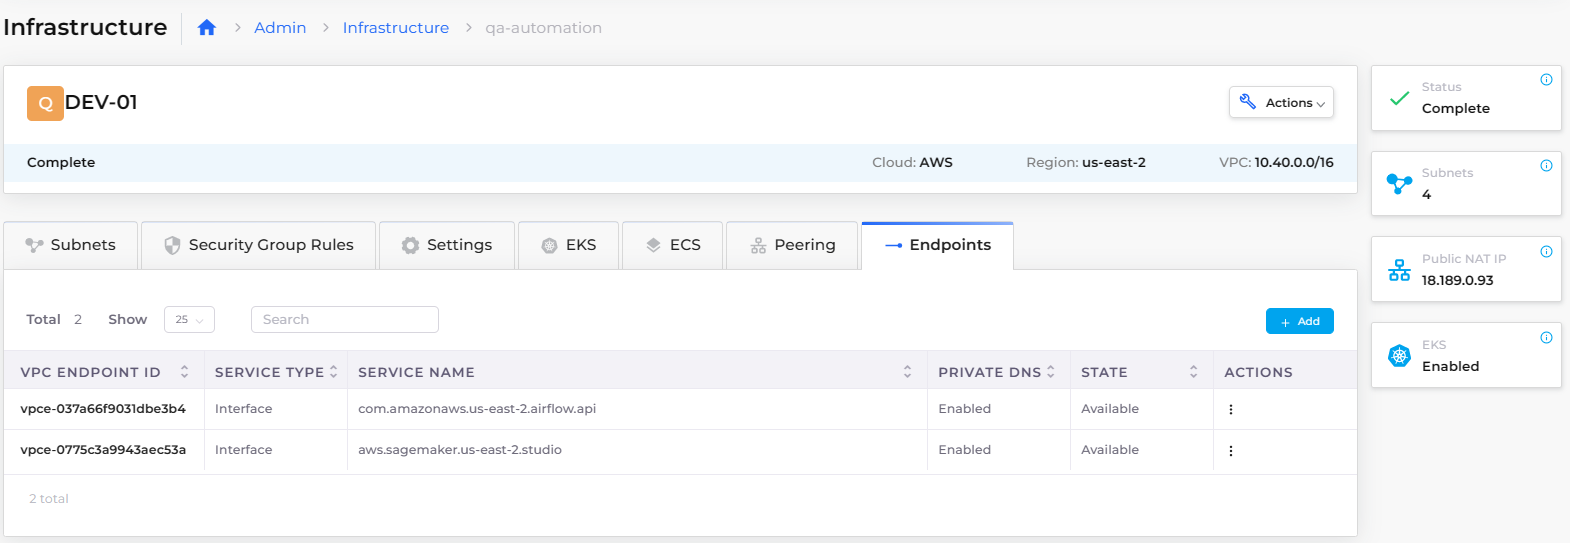 Infrastructure > Admin > Infrastructure > qa-automation
Q DEV-01
Actions
Complete Cloud: AWS Region: us-east-2 VPC: 10.40.0.0/16
Subnets Security Group Rules Settings EKS ECS Peering Endpoints
Total 2 Show 25 Search + Add
VPC ENDPOINT ID SERVICE TYPE SERVICE NAME PRIVATE DNS STATE ACTIONS
vpce-037a66f9031dbe3b4 Interface com.amazonaws.us-east-2.airflow.api Enabled Available
vpce-0775c3a9943aec53a Interface aws.sagemaker.us-east-2.studio Enabled Available
2 total
Status
Complete
Subnets
4
Public NAT IP
18.189.0.93
EKS
Enabled